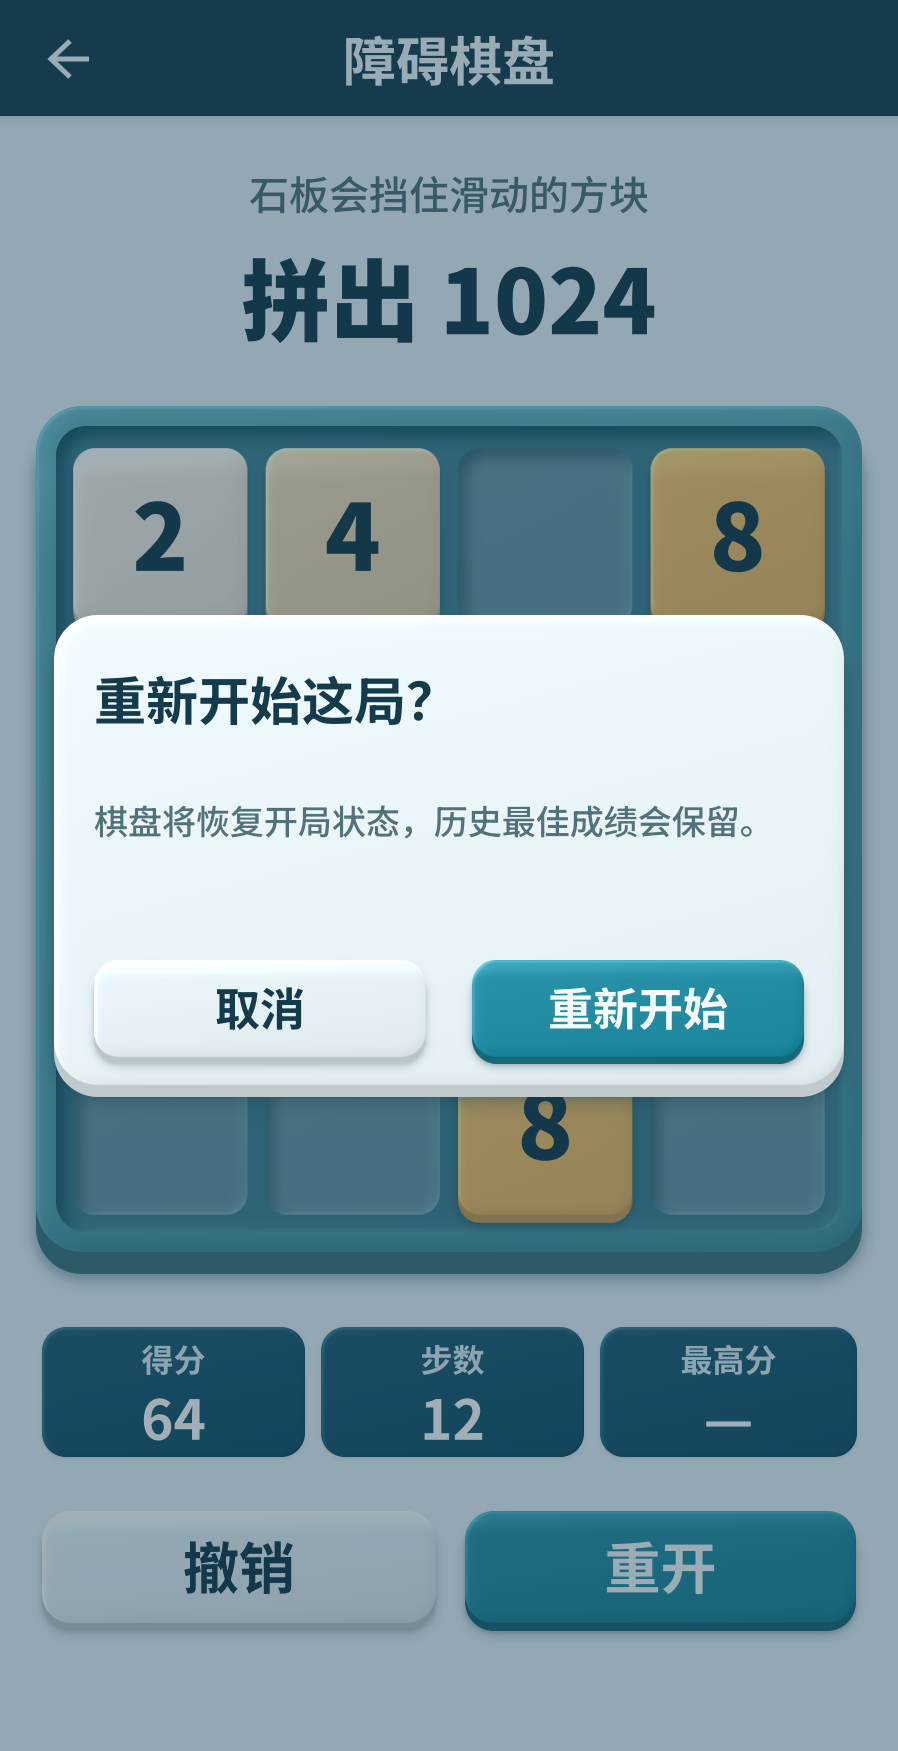 障碍棋盘
石板会挡住滑动的方块
拼出 1024
2 4 8
重新开始这局？
棋盘将恢复开局状态，历史最佳成绩会保留。
取消 重新开始
8
得分 步数 最高分
64 12 —
撤销 重开